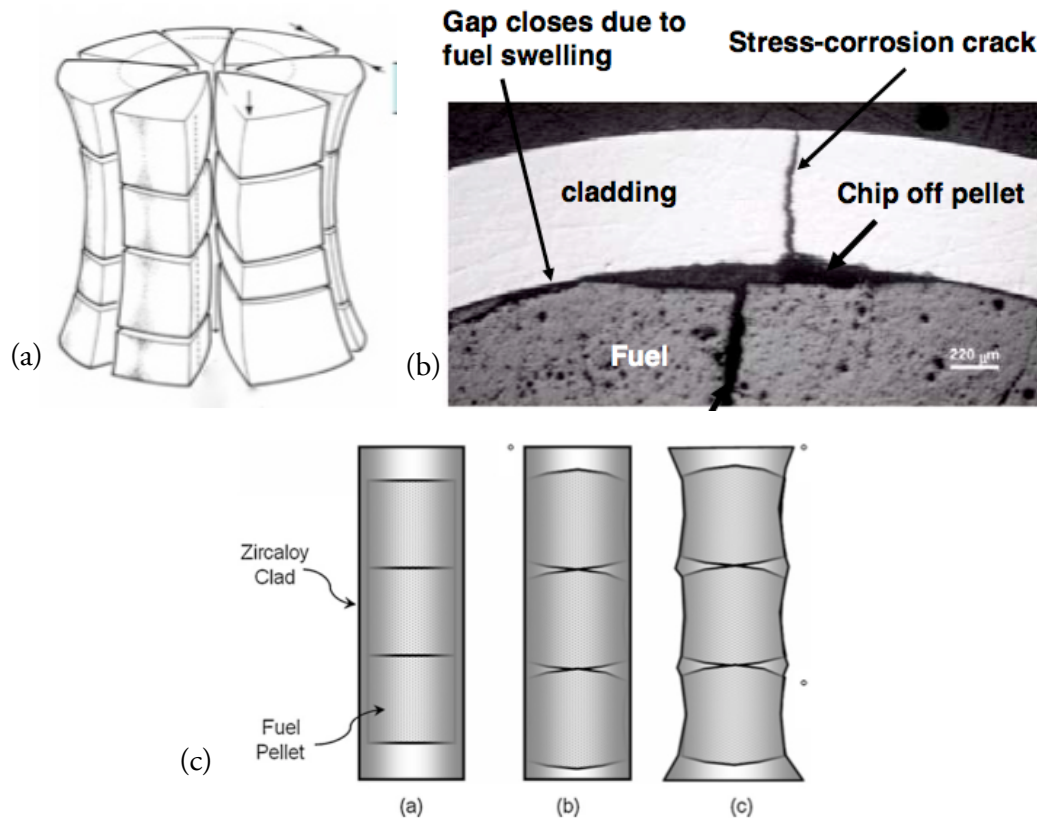 (a)
Gap closes due to
fuel swelling
Stress-corrosion crack
cladding
Chip off pellet
Fuel
220 µm
(b)
Zircaloy
Clad
Fuel
Pellet
(c)
(a)
(b)
(c)